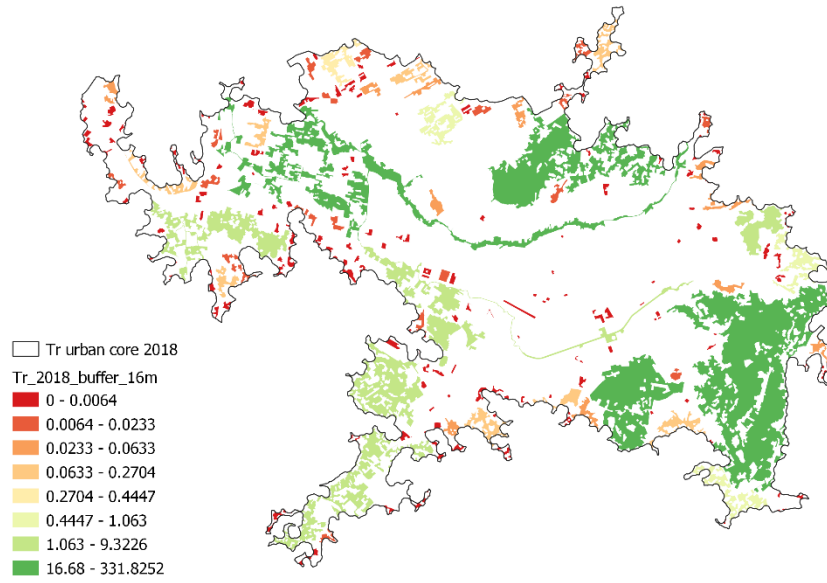 Tr urban core 2018
Tr_2018_buffer_16m
0 - 0.0064
0.0064 - 0.0233
0.0233 - 0.0633
0.0633 - 0.2704
0.2704 - 0.4447
0.4447 - 1.063
1.063 - 9.3226
16.68 - 331.8252